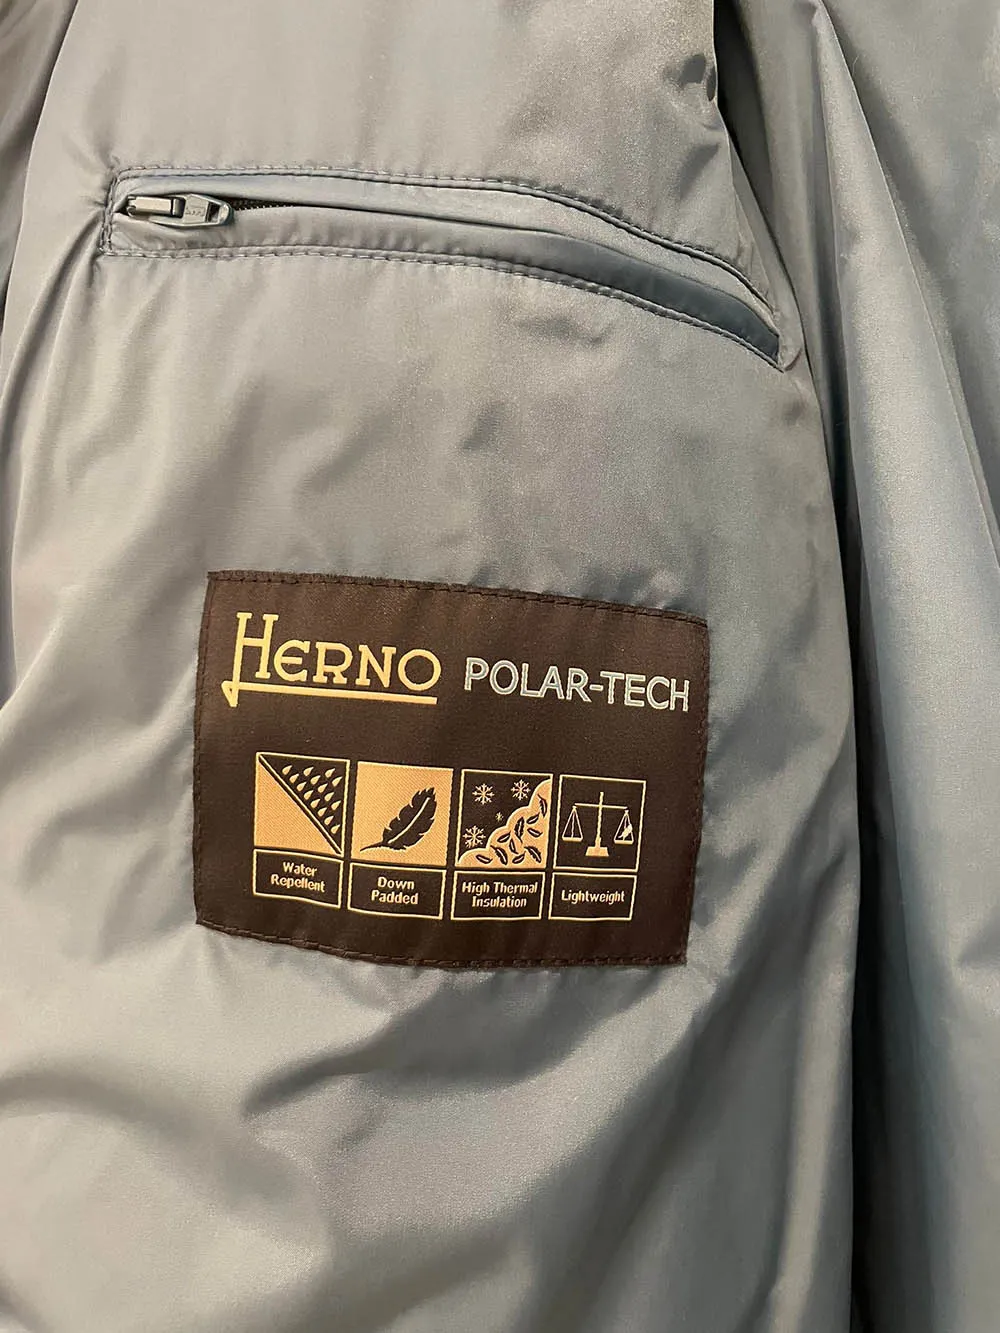 HERNO POLAR-TECH
Water
Repellent
Down
Padded
High Thermal
Insulation
Lightweight